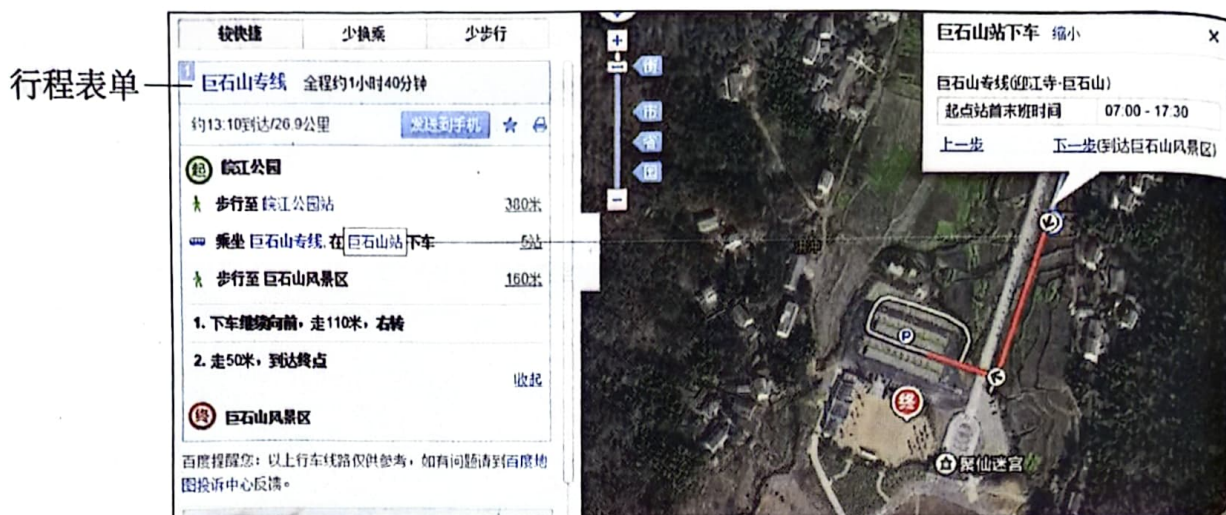 较快捷 少换乘 少步行
行程表单
1
巨石山专线 全程约1小时40分钟
约13:10到达/26.9公里 发送到手机
起 皖江公园
步行至 皖江公园站 380米
乘坐 巨石山专线, 在 巨石山站 下车 5站
步行至 巨石山风景区 160米
1. 下车继续向前，走110米，右转
2. 走50米，到达终点
收起
终 巨石山风景区
百度提醒您：以上行车线路仅供参考，如有问题请到百度地
图投诉中心反馈。
街
市
省
国
巨石山站下车 缩小 x
巨石山专线(迎江寺-巨石山)
起点站首末班时间 07:00 - 17:30
上一步 下一步(到达巨石山风景区)
P
终
聚仙迷宫